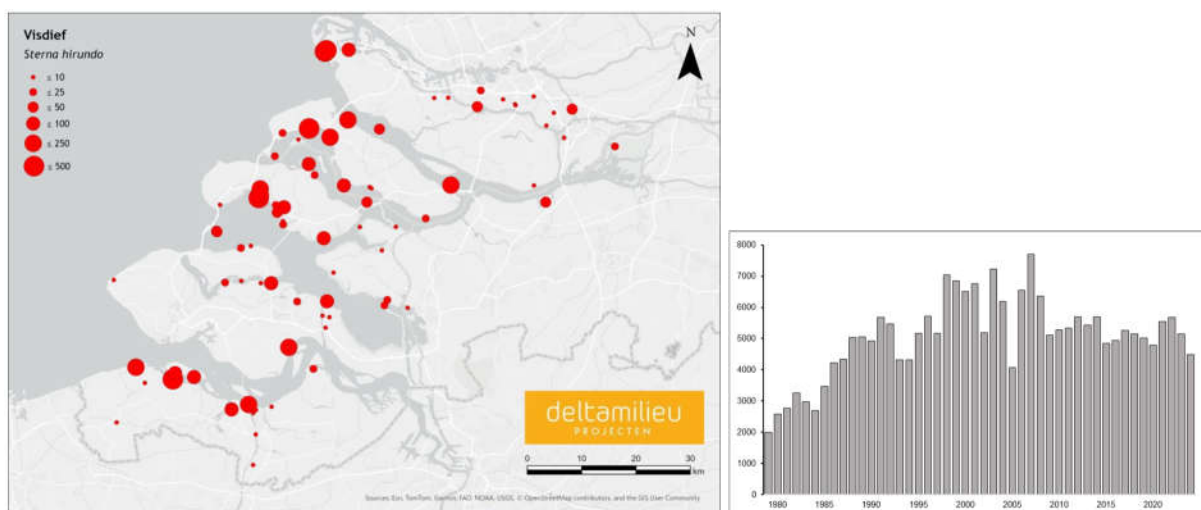 Visdief
Sterna hirundo
≤ 10
≤ 25
≤ 50
≤ 100
≤ 250
≤ 500
N
deltamilieu
PROJECTEN
0 10 20 30
km
Sources: Esri, TomTom, Garmin, FAO, NOAA, USGS, © OpenStreetMap contributors, and the GIS User Community
8000
7000
6000
5000
4000
3000
2000
1000
0
1980 1985 1990 1995 2000 2005 2010 2015 2020